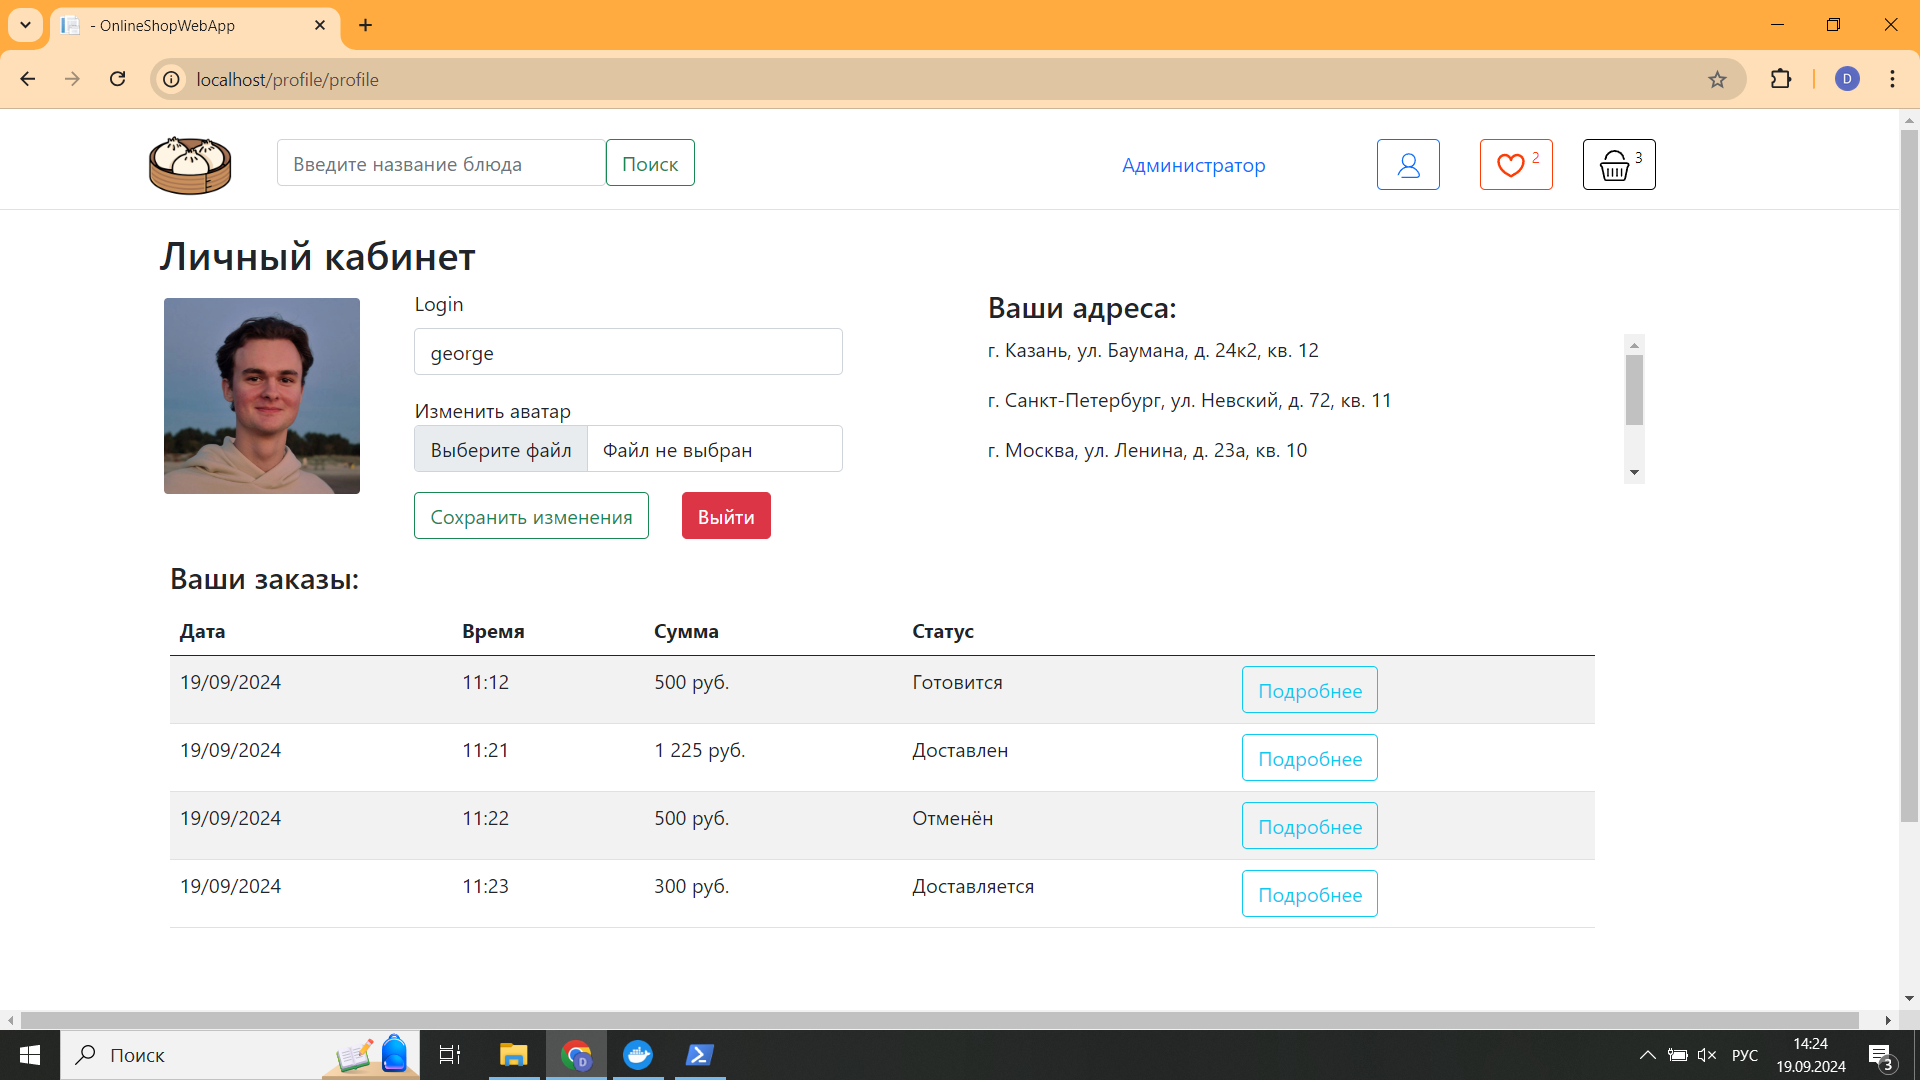 - OnlineShopWebApp
localhost/profile/profile
D
Введите название блюда
Поиск
Администратор
2
3
Личный кабинет
Login
george
Изменить аватар
Выберите файл
Файл не выбран
Сохранить изменения
Выйти
Ваши адреса:
г. Казань, ул. Баумана, д. 24к2, кв. 12
г. Санкт-Петербург, ул. Невский, д. 72, кв. 11
г. Москва, ул. Ленина, д. 23а, кв. 10
Ваши заказы:
Дата Время Сумма Статус
19/09/2024 11:12 500 руб. Готовится Подробнее
19/09/2024 11:21 1 225 руб. Доставлен Подробнее
19/09/2024 11:22 500 руб. Отменён Подробнее
19/09/2024 11:23 300 руб. Доставляется Подробнее
Поиск
D
РУС
14:24
19.09.2024
3